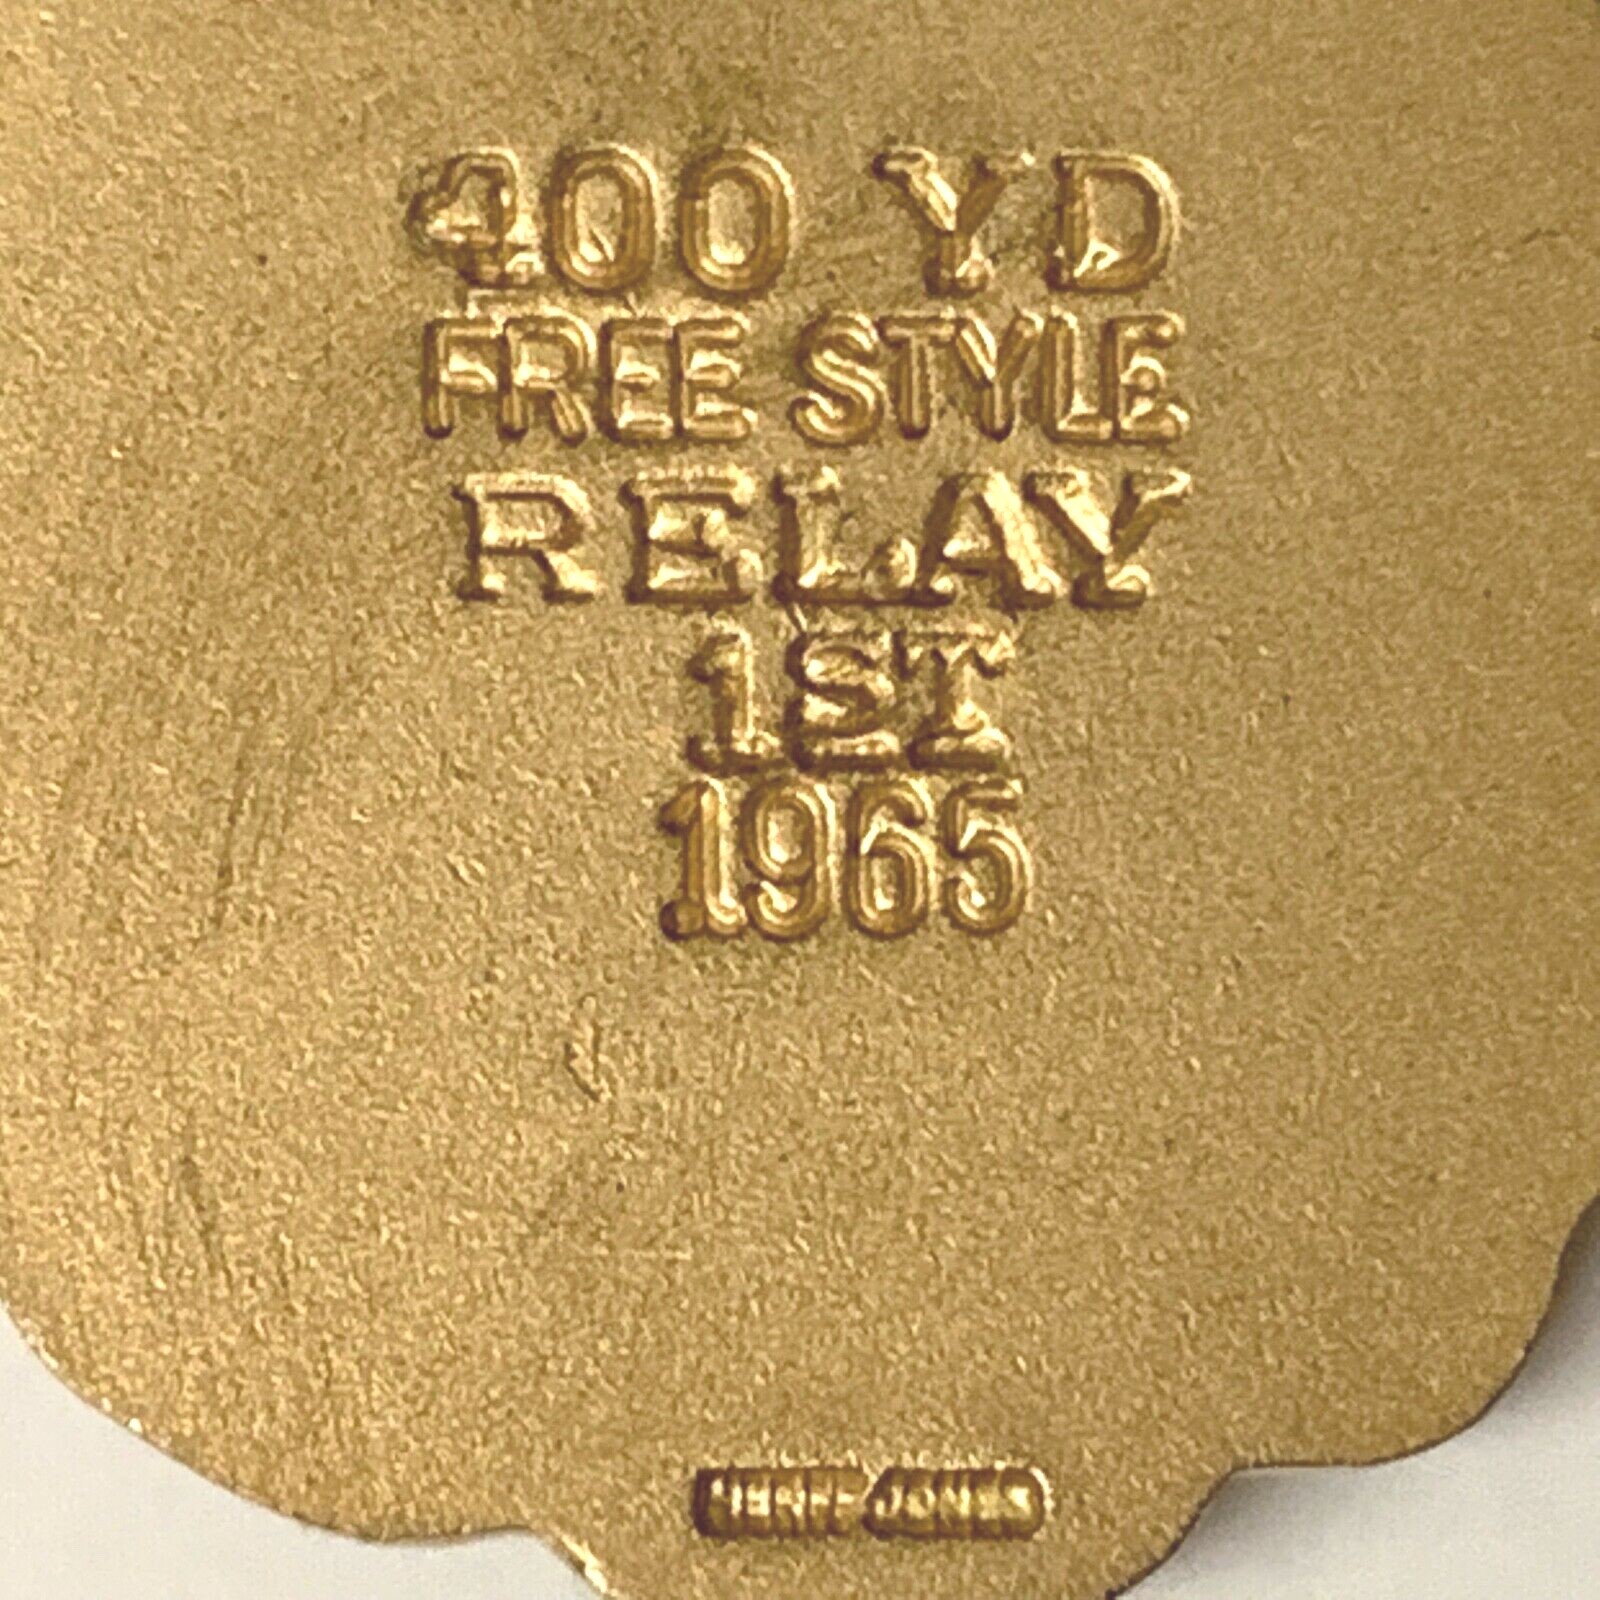 400 YD
FREE STYLE
RELAY
1ST
1965
HERFF JONES